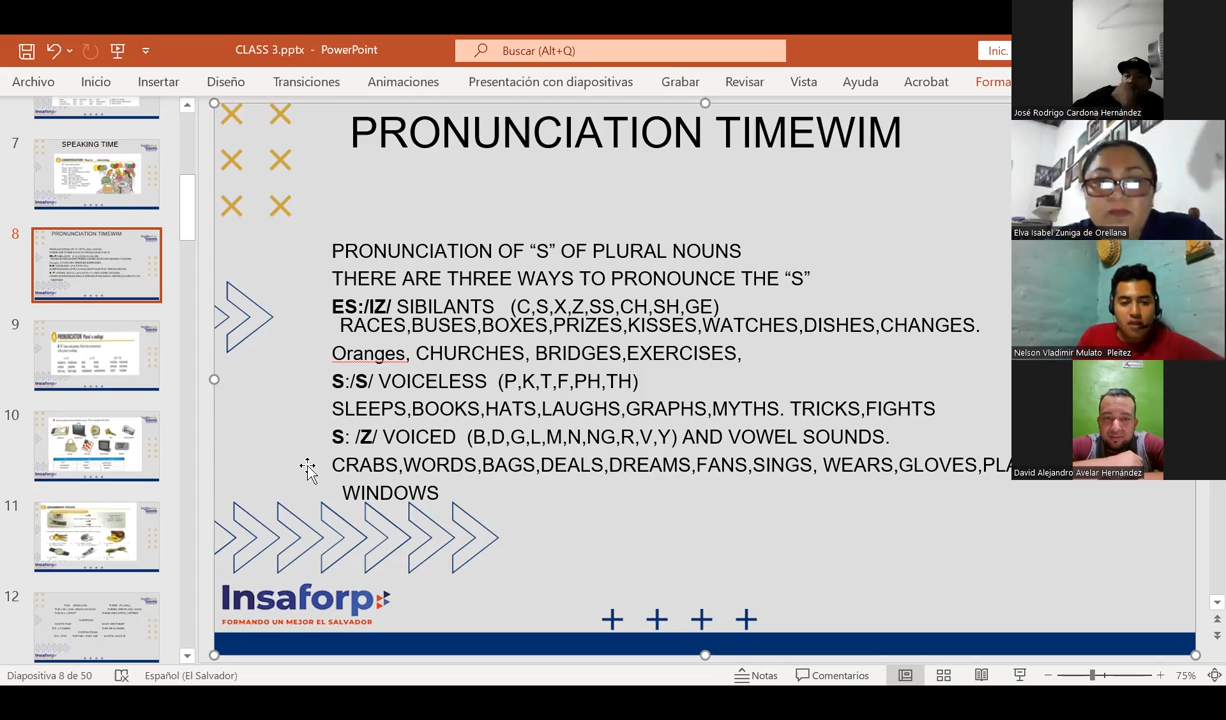 CLASS 3.pptx - PowerPoint
Buscar (Alt+Q)
Inic.
Archivo Inicio Insertar Diseño Transiciones Animaciones Presentación con diapositivas Grabar Revisar Vista Ayuda Acrobat Forma
José Rodrigo Cardona Hernández
Elva Isabel Zuniga de Orellana
Nelson Vladimir Mulato Pleitez
David Alejandro Avelar Hernández
Insaforp
7
SPEAKING TIME
8
PRONUNCIATION TIMEWIM
9
PRONUNCIATION
10
11
12
PRONUNCIATION TIMEWIM
PRONUNCIATION OF “S” OF PLURAL NOUNS
THERE ARE THREE WAYS TO PRONOUNCE THE “S”
ES:/IZ/ SIBILANTS (C,S,X,Z,SS,CH,SH,GE)
RACES,BUSES,BOXES,PRIZES,KISSES,WATCHES,DISHES,CHANGES.
Oranges, CHURCHES, BRIDGES,EXERCISES,
S:/S/ VOICELESS (P,K,T,F,PH,TH)
SLEEPS,BOOKS,HATS,LAUGHS,GRAPHS,MYTHS. TRICKS,FIGHTS
S: /Z/ VOICED (B,D,G,L,M,N,NG,R,V,Y) AND VOWEL SOUNDS.
CRABS,WORDS,BAGS,DEALS,DREAMS,FANS,SINGS, WEARS,GLOVES,PLA
WINDOWS
Insaforp
FORMANDO UN MEJOR EL SALVADOR
Diapositiva 8 de 50 Español (El Salvador) Notas Comentarios 75%